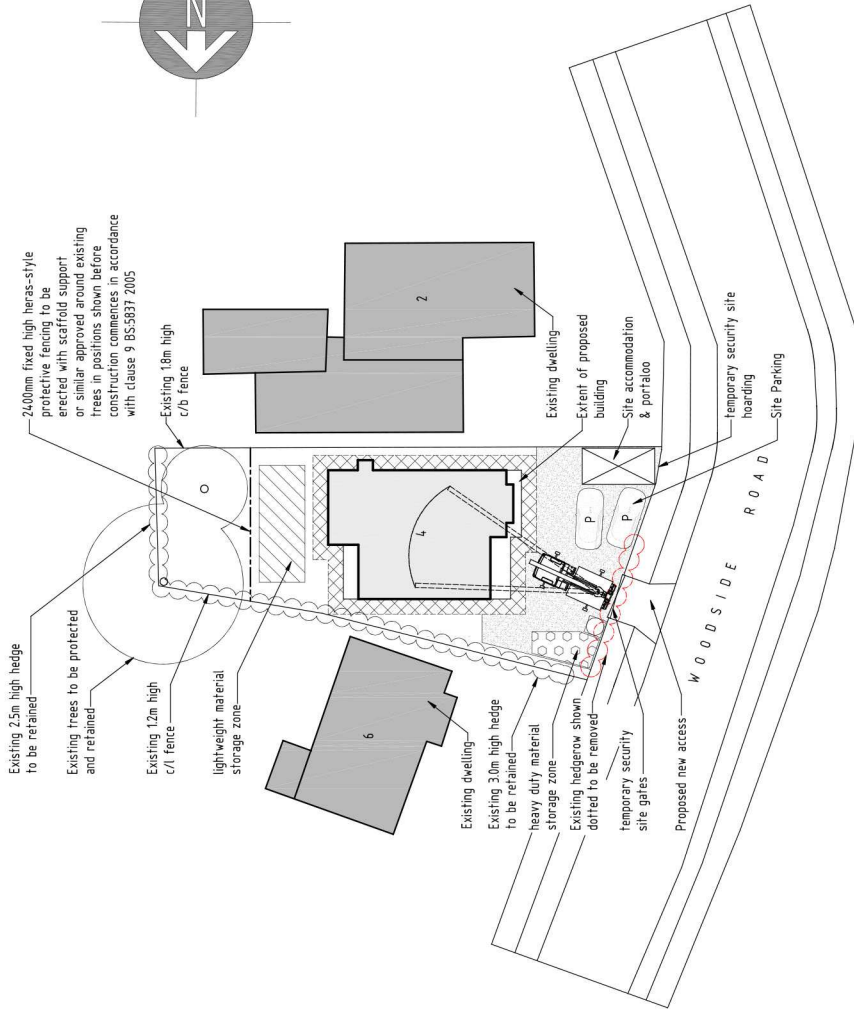 N
2400mm fixed high heras-style
protective fencing to be
erected with scaffold support
or similar approved around existing
trees in positions shown before
construction commences in accordance
with clause 9 BS:5837 2005
Existing 1.8m high
c/b fence
Existing 2.5m high hedge
to be retained
Existing trees to be protected
and retained
Existing 1.2m high
c/l fence
lightweight material
storage zone
2
4
6
Existing dwelling
Extent of proposed
building
Site accommodation
& portaloo
temporary security site
hoarding
Site Parking
P
P
Existing dwelling
Existing 3.0m high hedge
to be retained
heavy duty material
storage zone
Existing hedgerow shown
dotted to be removed
temporary security
site gates
Proposed new access
WOODSIDE ROAD